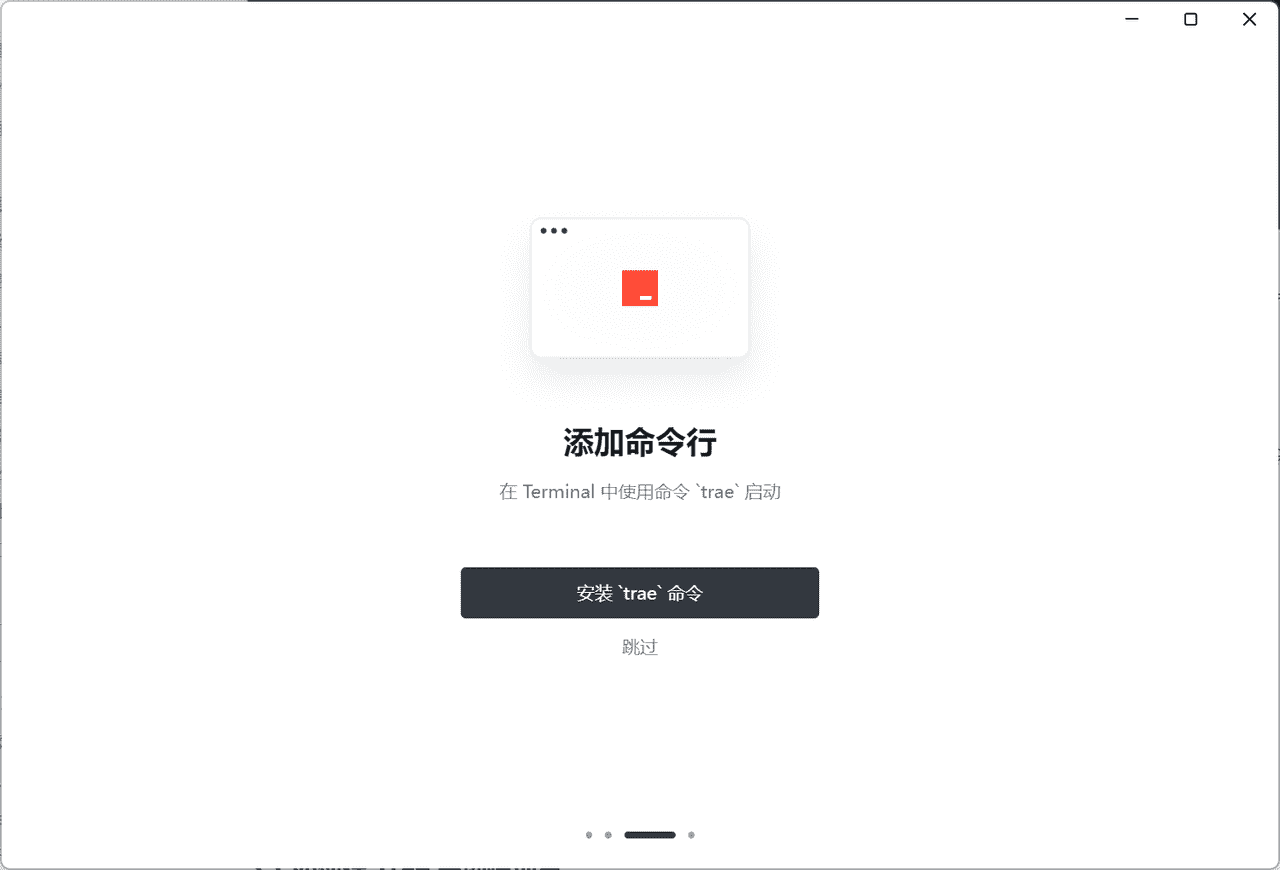 添加命令行
在 Terminal 中使用命令 `trae` 启动
安装 `trae` 命令
跳过